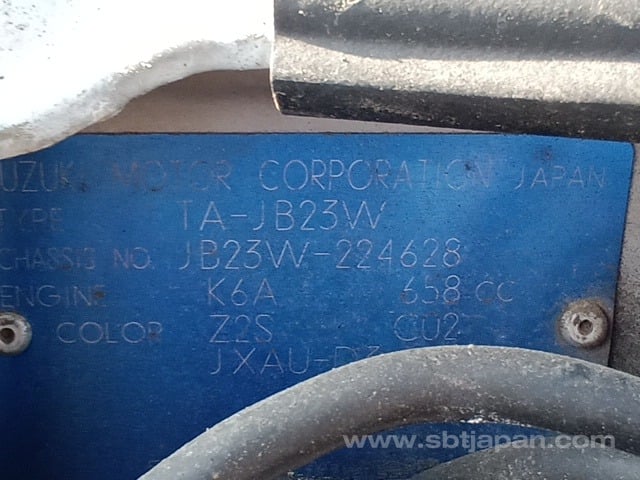 UZUKI MOTOR CORPORATION JAPAN
TYPE TA-JB23W
CHASSIS NO. JB23W-224628
ENGINE K6A 658 CC
COLOR Z2S CU2
JXAU-D
www.sbtjapan.com